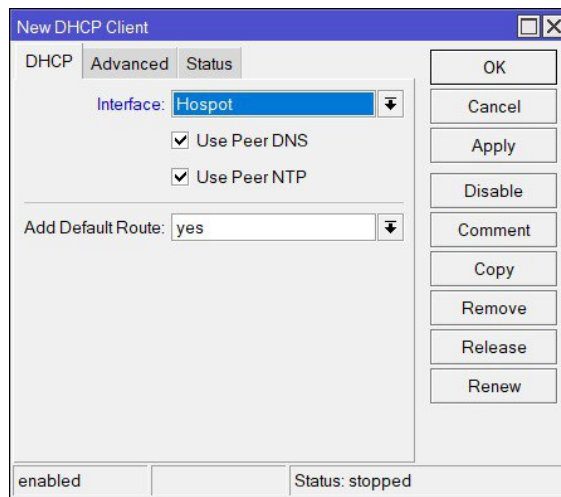 New DHCP Client
DHCP Advanced Status
Interface: Hospot
Use Peer DNS
Use Peer NTP
Add Default Route: yes
OK
Cancel
Apply
Disable
Comment
Copy
Remove
Release
Renew
enabled Status: stopped